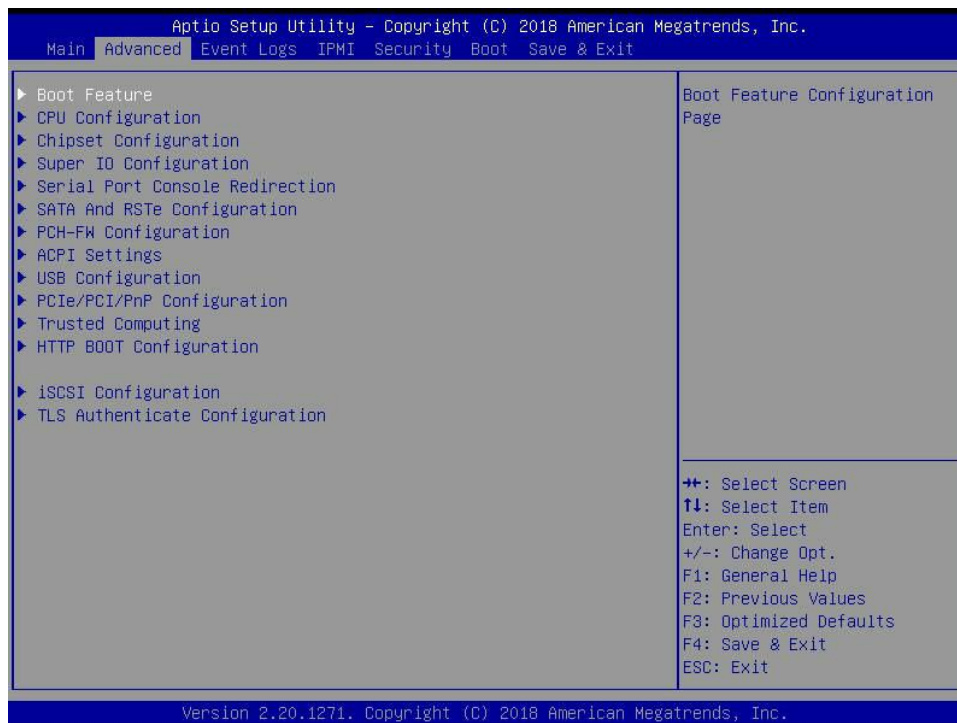 Aptio Setup Utility – Copyright (C) 2018 American Megatrends, Inc.
Main Advanced Event Logs IPMI Security Boot Save & Exit
Boot Feature
CPU Configuration
Chipset Configuration
Super IO Configuration
Serial Port Console Redirection
SATA And RSTe Configuration
PCH-FW Configuration
ACPI Settings
USB Configuration
PCIe/PCI/PnP Configuration
Trusted Computing
HTTP BOOT Configuration
iSCSI Configuration
TLS Authenticate Configuration
Boot Feature Configuration
Page
→←: Select Screen
↑↓: Select Item
Enter: Select
+/-: Change Opt.
F1: General Help
F2: Previous Values
F3: Optimized Defaults
F4: Save & Exit
ESC: Exit
Version 2.20.1271. Copyright (C) 2018 American Megatrends, Inc.